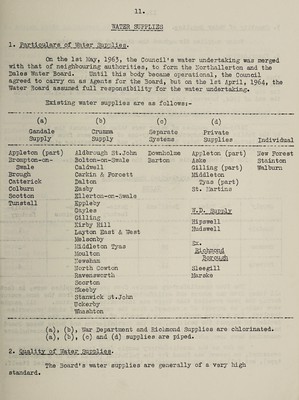 11.
WATER SUPPLIES
1. Particulars of Water Supplies.
On the 1st May, 1963, the Council's water undertaking was merged
with that of neighbouring authorities, to form the Northallerton and the
Dales Water Board. Until this body became operational, the Council
agreed to carry on as Agents for the Board, but on the 1st April, 1964, the
Water Board assumed full responsibility for the water undertaking.
Existing water supplies are as follows:-
(a) (b) (c) (d)
Gandale Crumma Separate Private
Supply Supply Systems Supplies Individual
Appleton (part) Aldbrough St.John Downholme Appleton (part) New Forest
Brompton-on- Bolton-on-Swale Barton Aske Stainton
Swale Caldwell Gilling (part) Walburn
Brough Carkin & Forcett Middleton
Catterick Dalton Tyas (part)
Colburn Easby St. Martins
Scotton Ellerton-on-Swale
Tunstall Eppleby
Gayles W.D. Supply
Gilling Hipswell
Kirby Hill Hudswell
Layton East & West
Melsonby Ex.
Middleton Tyas Richmond
Moulton Borough
Newsham
North Cowton Sleegill
Ravensworth Marske
Scorton
Skeeby
Stanwick St.John
Uckerby
Whashton
(a), (b), War Department and Richmond Supplies are chlorinated.
(a), (b), (c) and (d) supplies are piped.
2. Quality of Water Supplies.
The Board's water supplies are generally of a very high
standard.